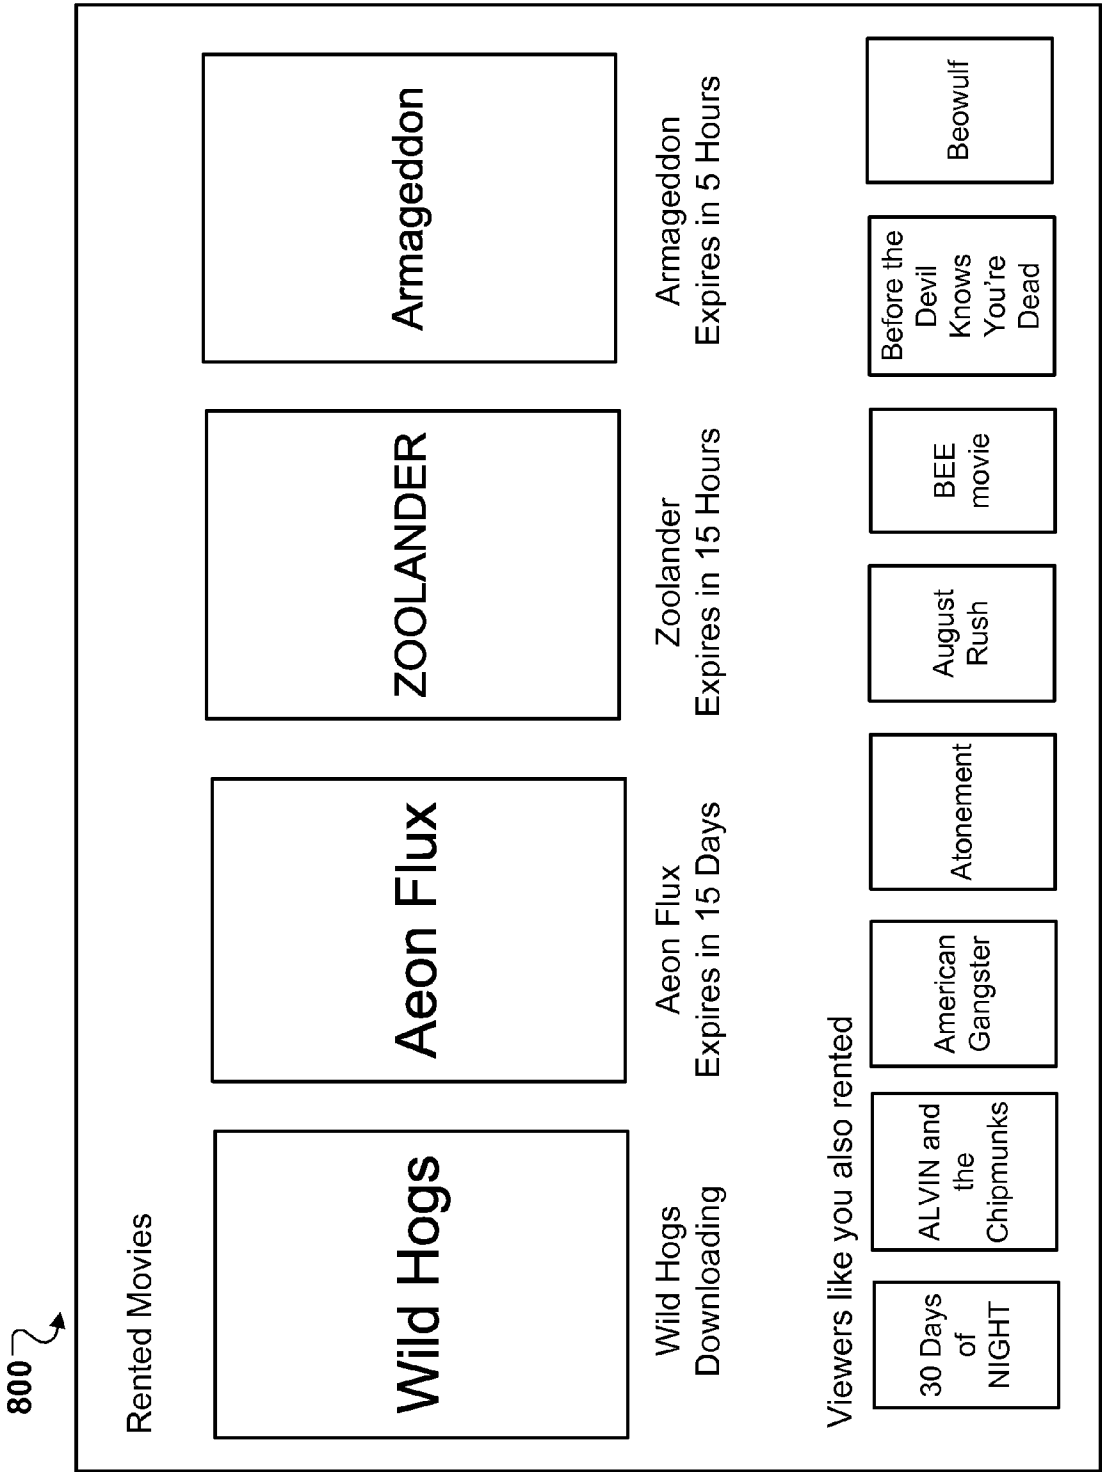 800
Rented Movies
Wild Hogs
Aeon Flux
ZOOLANDER
Armageddon
Wild Hogs
Downloading
Aeon Flux
Expires in 15 Days
Zoolander
Expires in 15 Hours
Armageddon
Expires in 5 Hours
Viewers like you also rented
30 Days
of
NIGHT
ALVIN and
the
Chipmunks
American
Gangster
Atonement
August
Rush
BEE
movie
Before the
Devil
Knows
You're
Dead
Beowulf